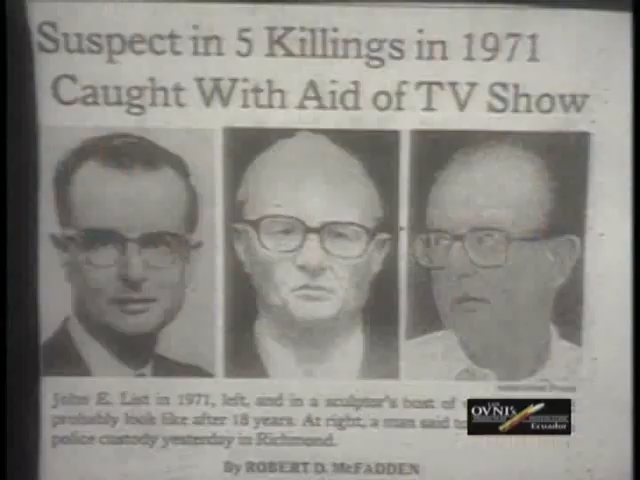 Suspect in 5 Killings in 1971
Caught With Aid of TV Show
John E. List in 1971, left, and in a sculptor's bust of
probably look like after 18 years. At right, a man said to
police custody yesterday in Richmond.
By ROBERT D. McFADDEN
OVNIs
Ecuador